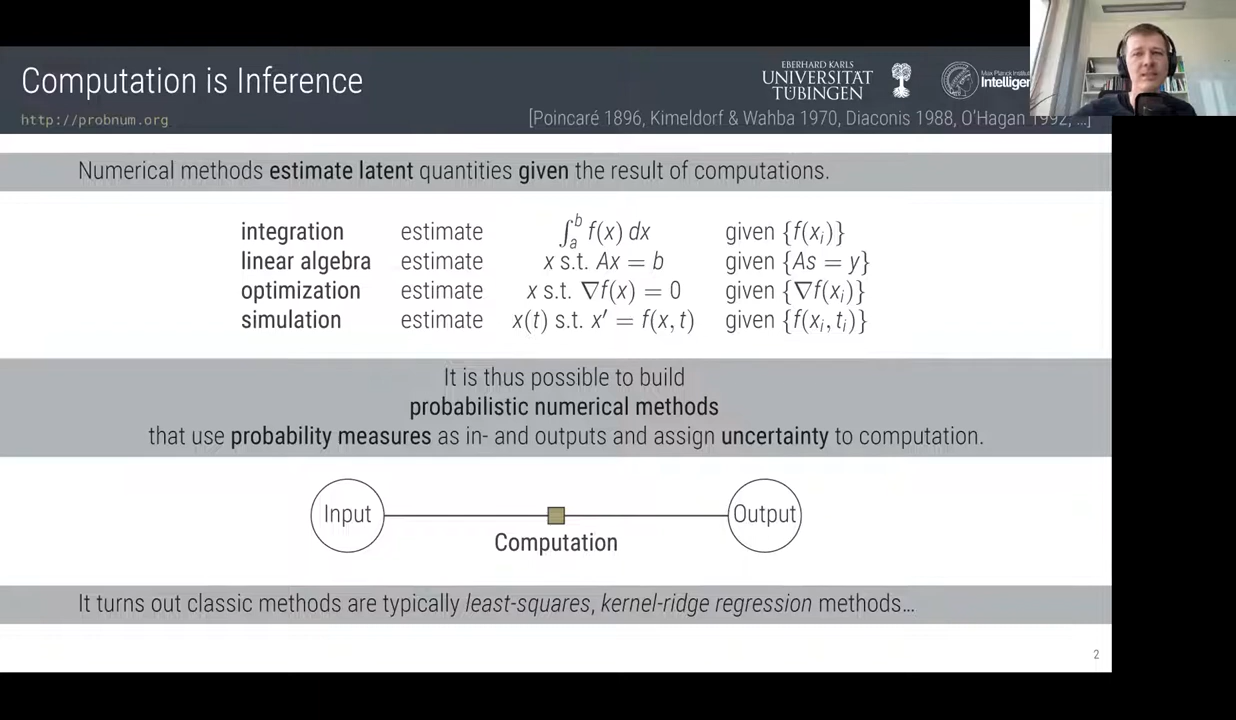 Computation is Inference
http://probnum.org
EBERHARD KARLS
UNIVERSITÄT
TÜBINGEN
Max Planck Institute
Intelligen
[Poincaré 1896, Kimeldorf & Wahba 1970, Diaconis 1988, O'Hagan 1992, …]
Numerical methods estimate latent quantities given the result of computations.
integration estimate ∫ₐᵇ f(x) dx given {f(xᵢ)}
linear algebra estimate x s.t. Ax = b given {As = y}
optimization estimate x s.t. ∇f(x) = 0 given {∇f(xᵢ)}
simulation estimate x(t) s.t. x′ = f(x, t) given {f(xᵢ, tᵢ)}
It is thus possible to build
probabilistic numerical methods
that use probability measures as in- and outputs and assign uncertainty to computation.
Input Output
Computation
It turns out classic methods are typically least-squares, kernel-ridge regression methods…
2